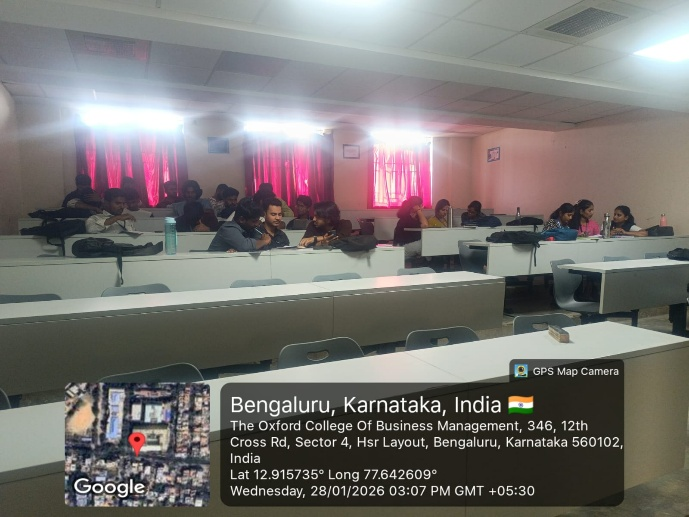 GPS Map Camera
Bengaluru, Karnataka, India
The Oxford College Of Business Management, 346, 12th
Cross Rd, Sector 4, Hsr Layout, Bengaluru, Karnataka 560102,
India
Lat 12.915735° Long 77.642609°
Wednesday, 28/01/2026 03:07 PM GMT +05:30
Google